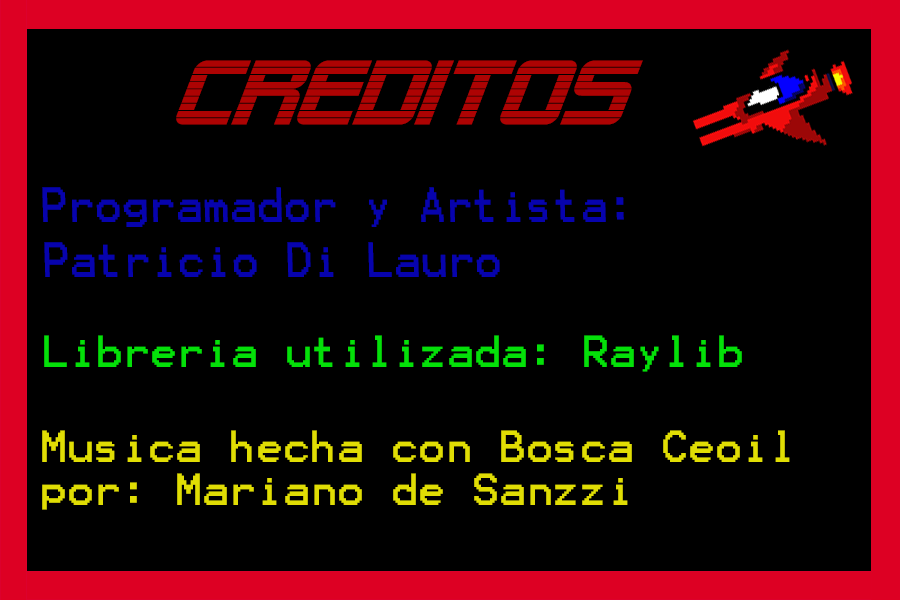 CREDITOS
Programador y Artista:
Patricio Di Lauro
Libreria utilizada: Raylib
Musica hecha con Bosca Ceoil
por: Mariano de Sanzzi